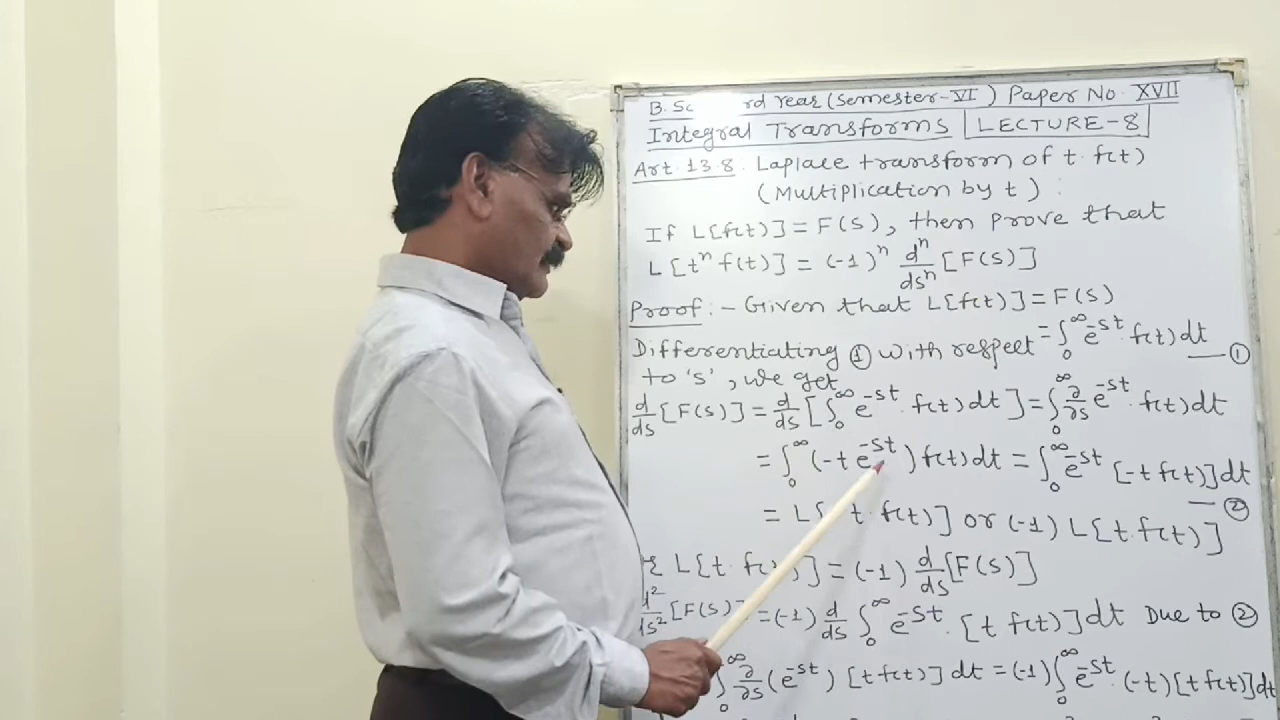 B.Sc rd Year (Semester-VI) Paper No. XVII
Integral Transforms LECTURE-8
Art. 13.8. Laplace transform of t. f(t)
(Multiplication by t) :
If L[f(t)] = F(s), then prove that
L[tⁿ f(t)] = (-1)ⁿ dⁿ/dsⁿ [F(s)]
Proof :- Given that L[f(t)] = F(s)
= ∫₀^∞ e^-st. f(t) dt —①
Differentiating ① with respect
to 's', we get
d/ds [F(s)] = d/ds [∫₀^∞ e^-st. f(t) dt] = ∫₀^∞ ∂/∂s e^-st. f(t) dt
= ∫₀^∞ (-t e^-st) f(t) dt = ∫₀^∞ e^-st [-t f(t)] dt —②
= L[ t. f(t)] or (-1) L[t.f(t)]
L[t. f( )] = (-1) d/ds [F(s)]
d²/ds² [F(s)] = (-1) d/ds ∫₀^∞ e^-st. [t f(t)] dt Due to ②
∫₀^∞ ∂/∂s (e^-st) [t f(t)] dt = (-1) ∫₀^∞ e^-st. (-t) [t f(t)] dt